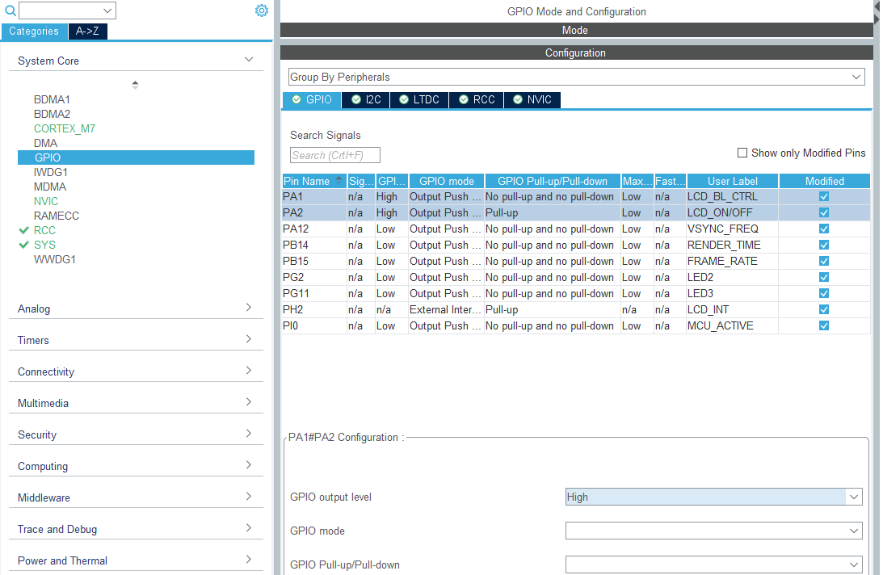 GPIO Mode and Configuration
Mode
Categories A->Z
Configuration
System Core
Group By Peripherals
BDMA1
BDMA2
CORTEX_M7
DMA
GPIO
IWDG1
MDMA
NVIC
RAMECC
RCC
SYS
WWDG1
Analog
Timers
Connectivity
Multimedia
Security
Computing
Middleware
Trace and Debug
Power and Thermal
GPIO I2C LTDC RCC NVIC
Search Signals
Search (Crtl+F)
Show only Modified Pins
Pin Name Sig... GPI... GPIO mode GPIO Pull-up/Pull-down Max... Fast... User Label Modified
PA1 n/a High Output Push ... No pull-up and no pull-down Low n/a LCD_BL_CTRL
PA2 n/a High Output Push ... Pull-up Low n/a LCD_ON/OFF
PA12 n/a Low Output Push ... No pull-up and no pull-down Low n/a VSYNC_FREQ
PB14 n/a Low Output Push ... No pull-up and no pull-down Low n/a RENDER_TIME
PB15 n/a Low Output Push ... No pull-up and no pull-down Low n/a FRAME_RATE
PG2 n/a Low Output Push ... No pull-up and no pull-down Low n/a LED2
PG11 n/a Low Output Push ... No pull-up and no pull-down Low n/a LED3
PH2 n/a n/a External Inter... Pull-up n/a n/a LCD_INT
PI0 n/a Low Output Push ... No pull-up and no pull-down Low n/a MCU_ACTIVE
PA1#PA2 Configuration :
GPIO output level High
GPIO mode
GPIO Pull-up/Pull-down